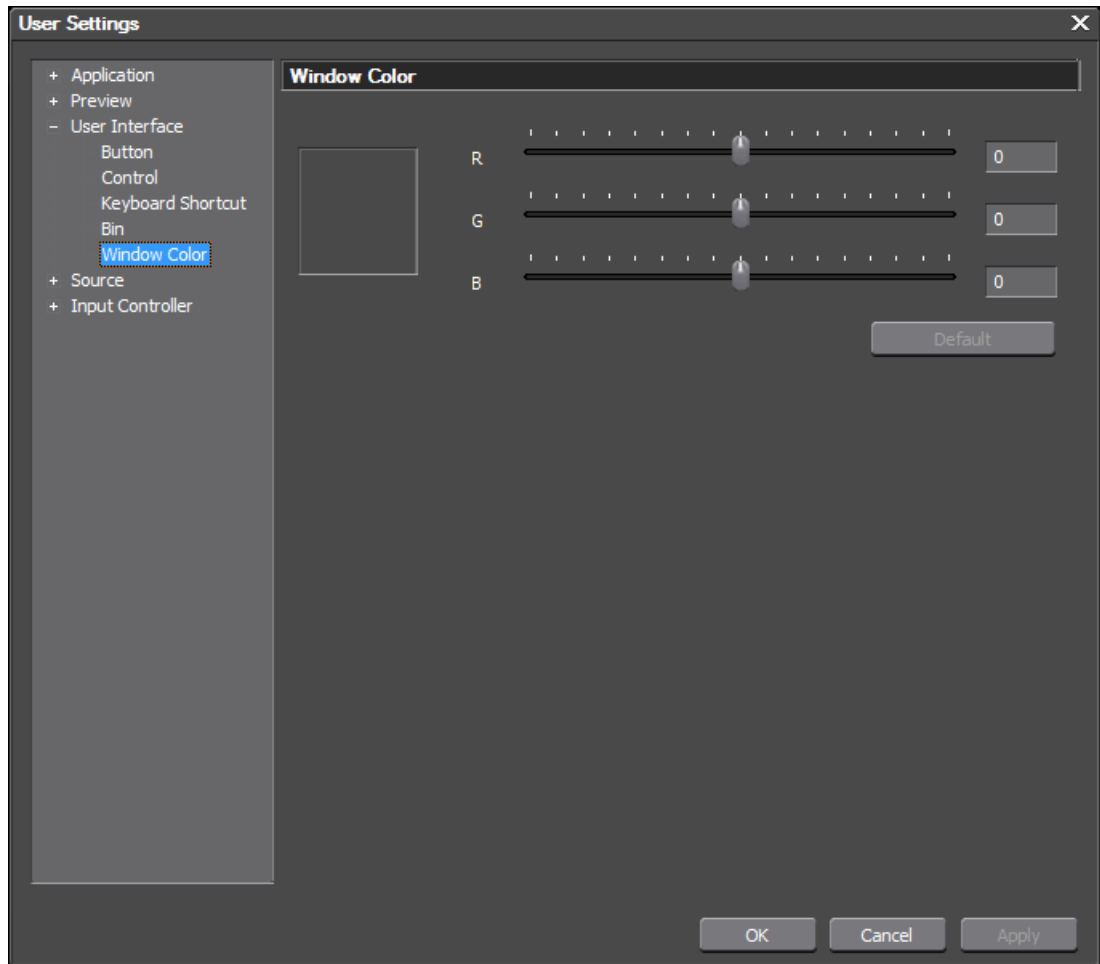 User Settings
+ Application
+ Preview
– User Interface
Button
Control
Keyboard Shortcut
Bin
Window Color
+ Source
+ Input Controller
Window Color
R 0
G 0
B 0
Default
OK Cancel Apply